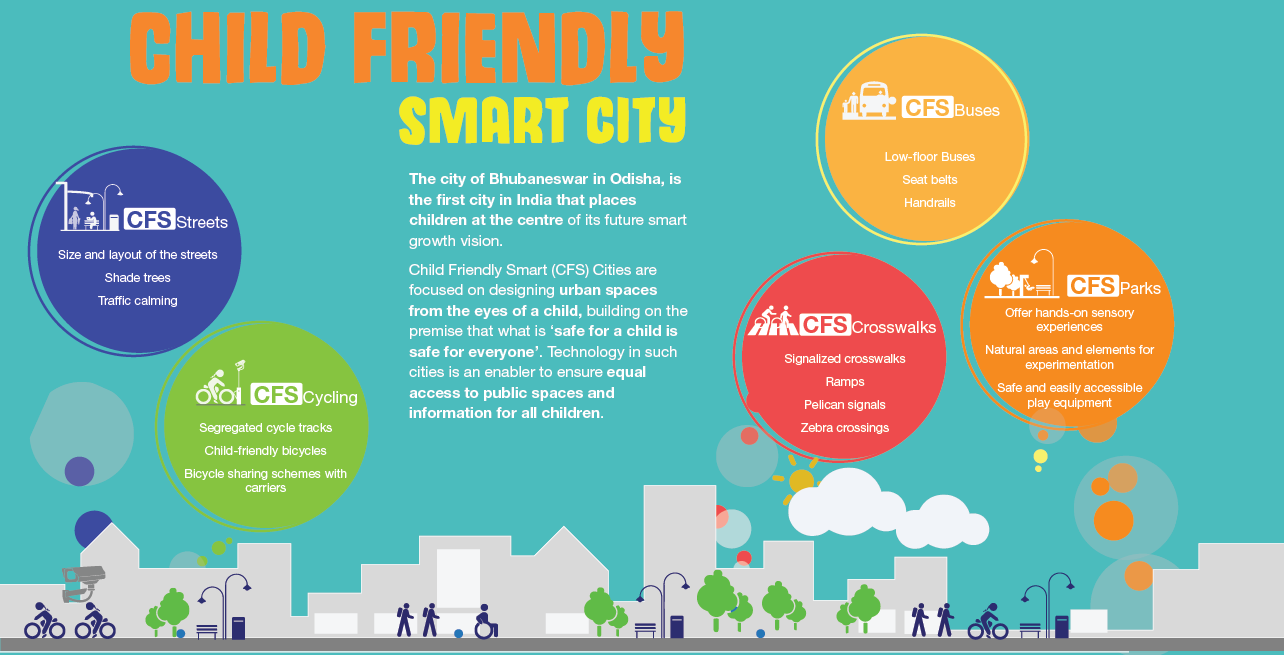 CHILD FRIENDLY
SMART CITY
The city of Bhubaneswar in Odisha, is
the first city in India that places
children at the centre of its future smart
growth vision.
Child Friendly Smart (CFS) Cities are
focused on designing urban spaces
from the eyes of a child, building on the
premise that what is ‘safe for a child is
safe for everyone’. Technology in such
cities is an enabler to ensure equal
access to public spaces and
information for all children.
CFS Streets
Size and layout of the streets
Shade trees
Traffic calming
CFS Cycling
Segregated cycle tracks
Child-friendly bicycles
Bicycle sharing schemes with
carriers
CFS Buses
Low-floor Buses
Seat belts
Handrails
CFS Crosswalks
Signalized crosswalks
Ramps
Pelican signals
Zebra crossings
CFS Parks
Offer hands-on sensory
experiences
Natural areas and elements for
experimentation
Safe and easily accessible
play equipment